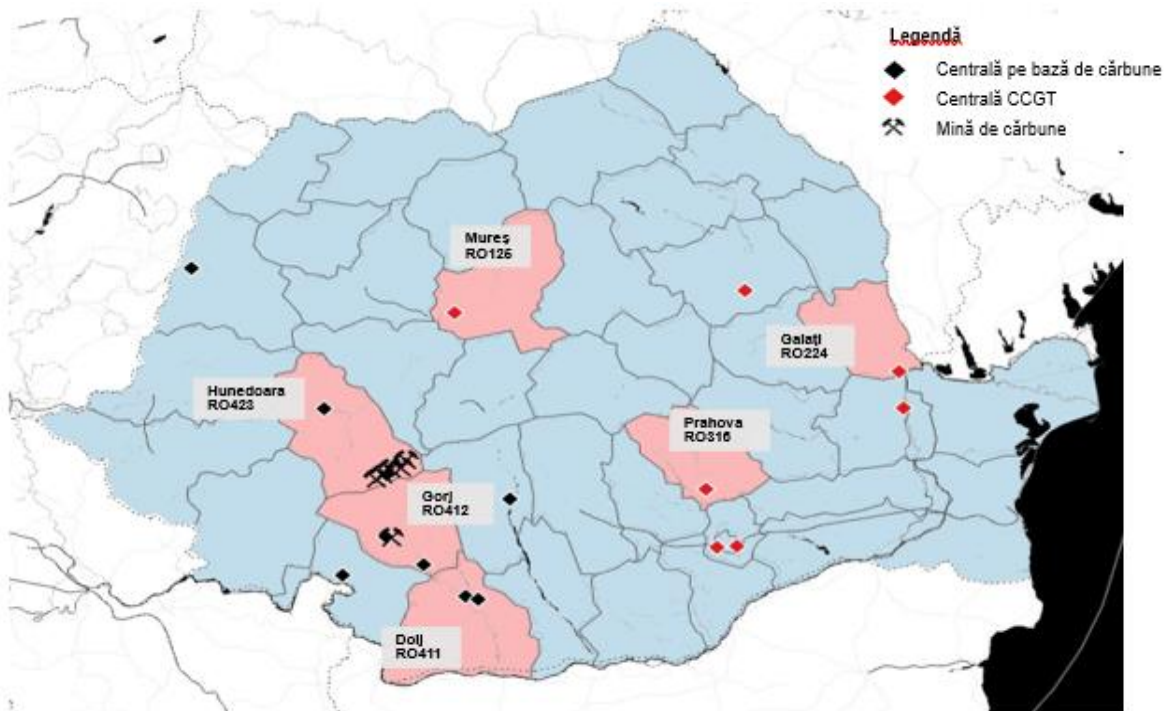 Legendă
Centrală pe bază de cărbune
Centrală CCGT
Mină de cărbune
Mureș
RO125
Galați
RO224
Hunedoara
RO423
Prahova
RO316
Gorj
RO412
Dolj
RO411